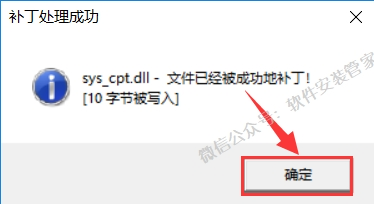 补丁处理成功
sys_cpt.dll - 文件已经被成功地补丁!
[10 字节被写入]
微信公众号：软件安装管家
确定